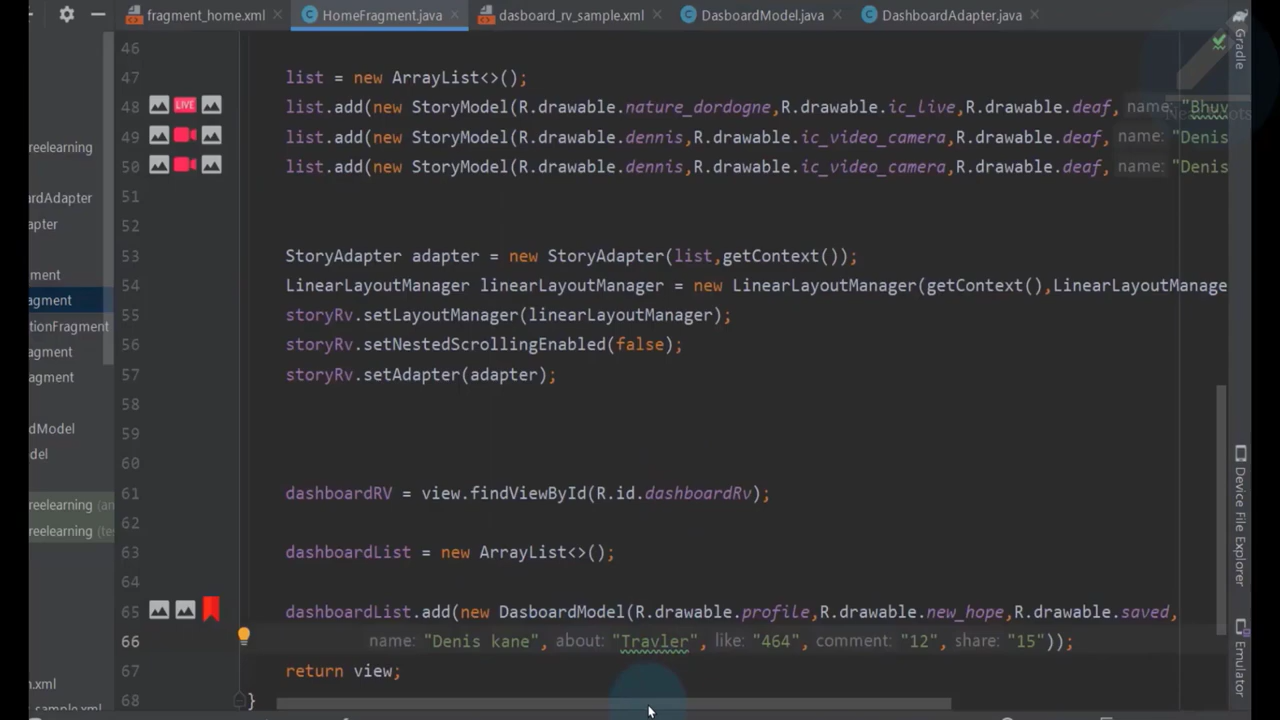 fragment_home.xml HomeFragment.java dasboard_rv_sample.xml DasboardModel.java DashboardAdapter.java
Gradle
46
47 list = new ArrayList<>();
48 LIVE list.add(new StoryModel(R.drawable.nature_dordogne,R.drawable.ic_live,R.drawable.deaf, name: "Bhuv
49 list.add(new StoryModel(R.drawable.dennis,R.drawable.ic_video_camera,R.drawable.deaf, name: "Denis
reelearning
50 list.add(new StoryModel(R.drawable.dennis,R.drawable.ic_video_camera,R.drawable.deaf, name: "Denis
51
ardAdapter
52
apter
53 StoryAdapter adapter = new StoryAdapter(list,getContext());
ment
54 LinearLayoutManager linearLayoutManager = new LinearLayoutManager(getContext(),LinearLayoutManage
agment
55 storyRv.setLayoutManager(linearLayoutManager);
tionFragment
56 storyRv.setNestedScrollingEnabled(false);
agment
57 storyRv.setAdapter(adapter);
agment
58
59
dModel
del
60
61 dashboardRV = view.findViewById(R.id.dashboardRv);
reelearning (an
62
reelearning (te
Device File Explorer
63 dashboardList = new ArrayList<>();
64
65 dashboardList.add(new DasboardModel(R.drawable.profile,R.drawable.new_hope,R.drawable.saved,
66 name: "Denis kane", about: "Travler", like: "464", comment: "12", share: "15"));
Emulator
67 return view;
n.xml
68 }
_sample.xml